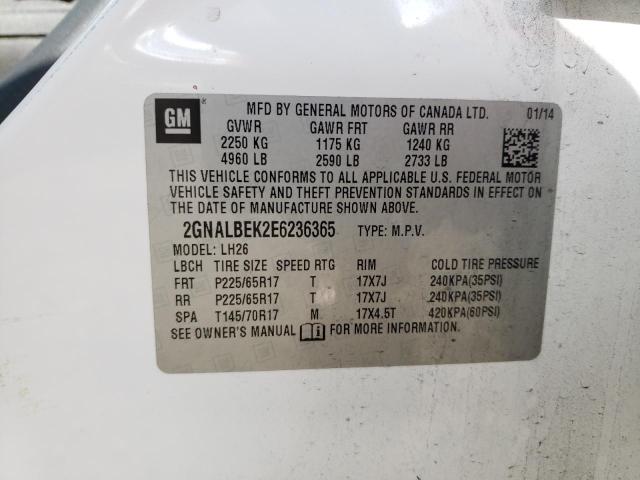 GM
MFD BY GENERAL MOTORS OF CANADA LTD. 01/14
GVWR GAWR FRT GAWR RR
2250 KG 1175 KG 1240 KG
4960 LB 2590 LB 2733 LB
THIS VEHICLE CONFORMS TO ALL APPLICABLE U.S. FEDERAL MOTOR
VEHICLE SAFETY AND THEFT PREVENTION STANDARDS IN EFFECT ON
THE DATE OF MANUFACTURE SHOWN ABOVE.
2GNALBEK2E6236365 TYPE: M.P.V.
MODEL: LH26
LBCH TIRE SIZE SPEED RTG RIM COLD TIRE PRESSURE
FRT P225/65R17 T 17X7J 240KPA(35PSI)
RR P225/65R17 T 17X7J 240KPA(35PSI)
SPA T145/70R17 M 17X4.5T 420KPA(60PSI)
SEE OWNER'S MANUAL FOR MORE INFORMATION.